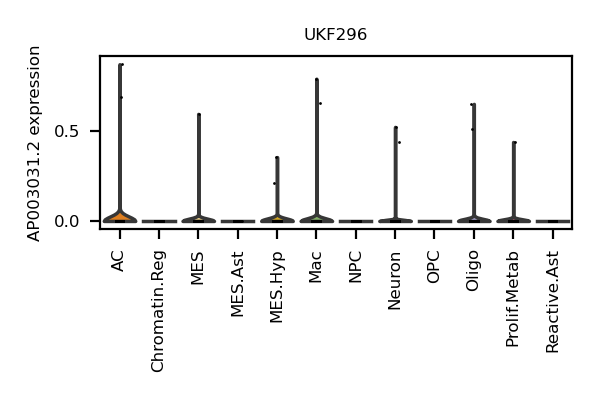 UKF296
AP003031.2 expression
0.5
0.0
AC
Chromatin.Reg
MES
MES.Ast
MES.Hyp
Mac
NPC
Neuron
OPC
Oligo
Prolif.Metab
Reactive.Ast